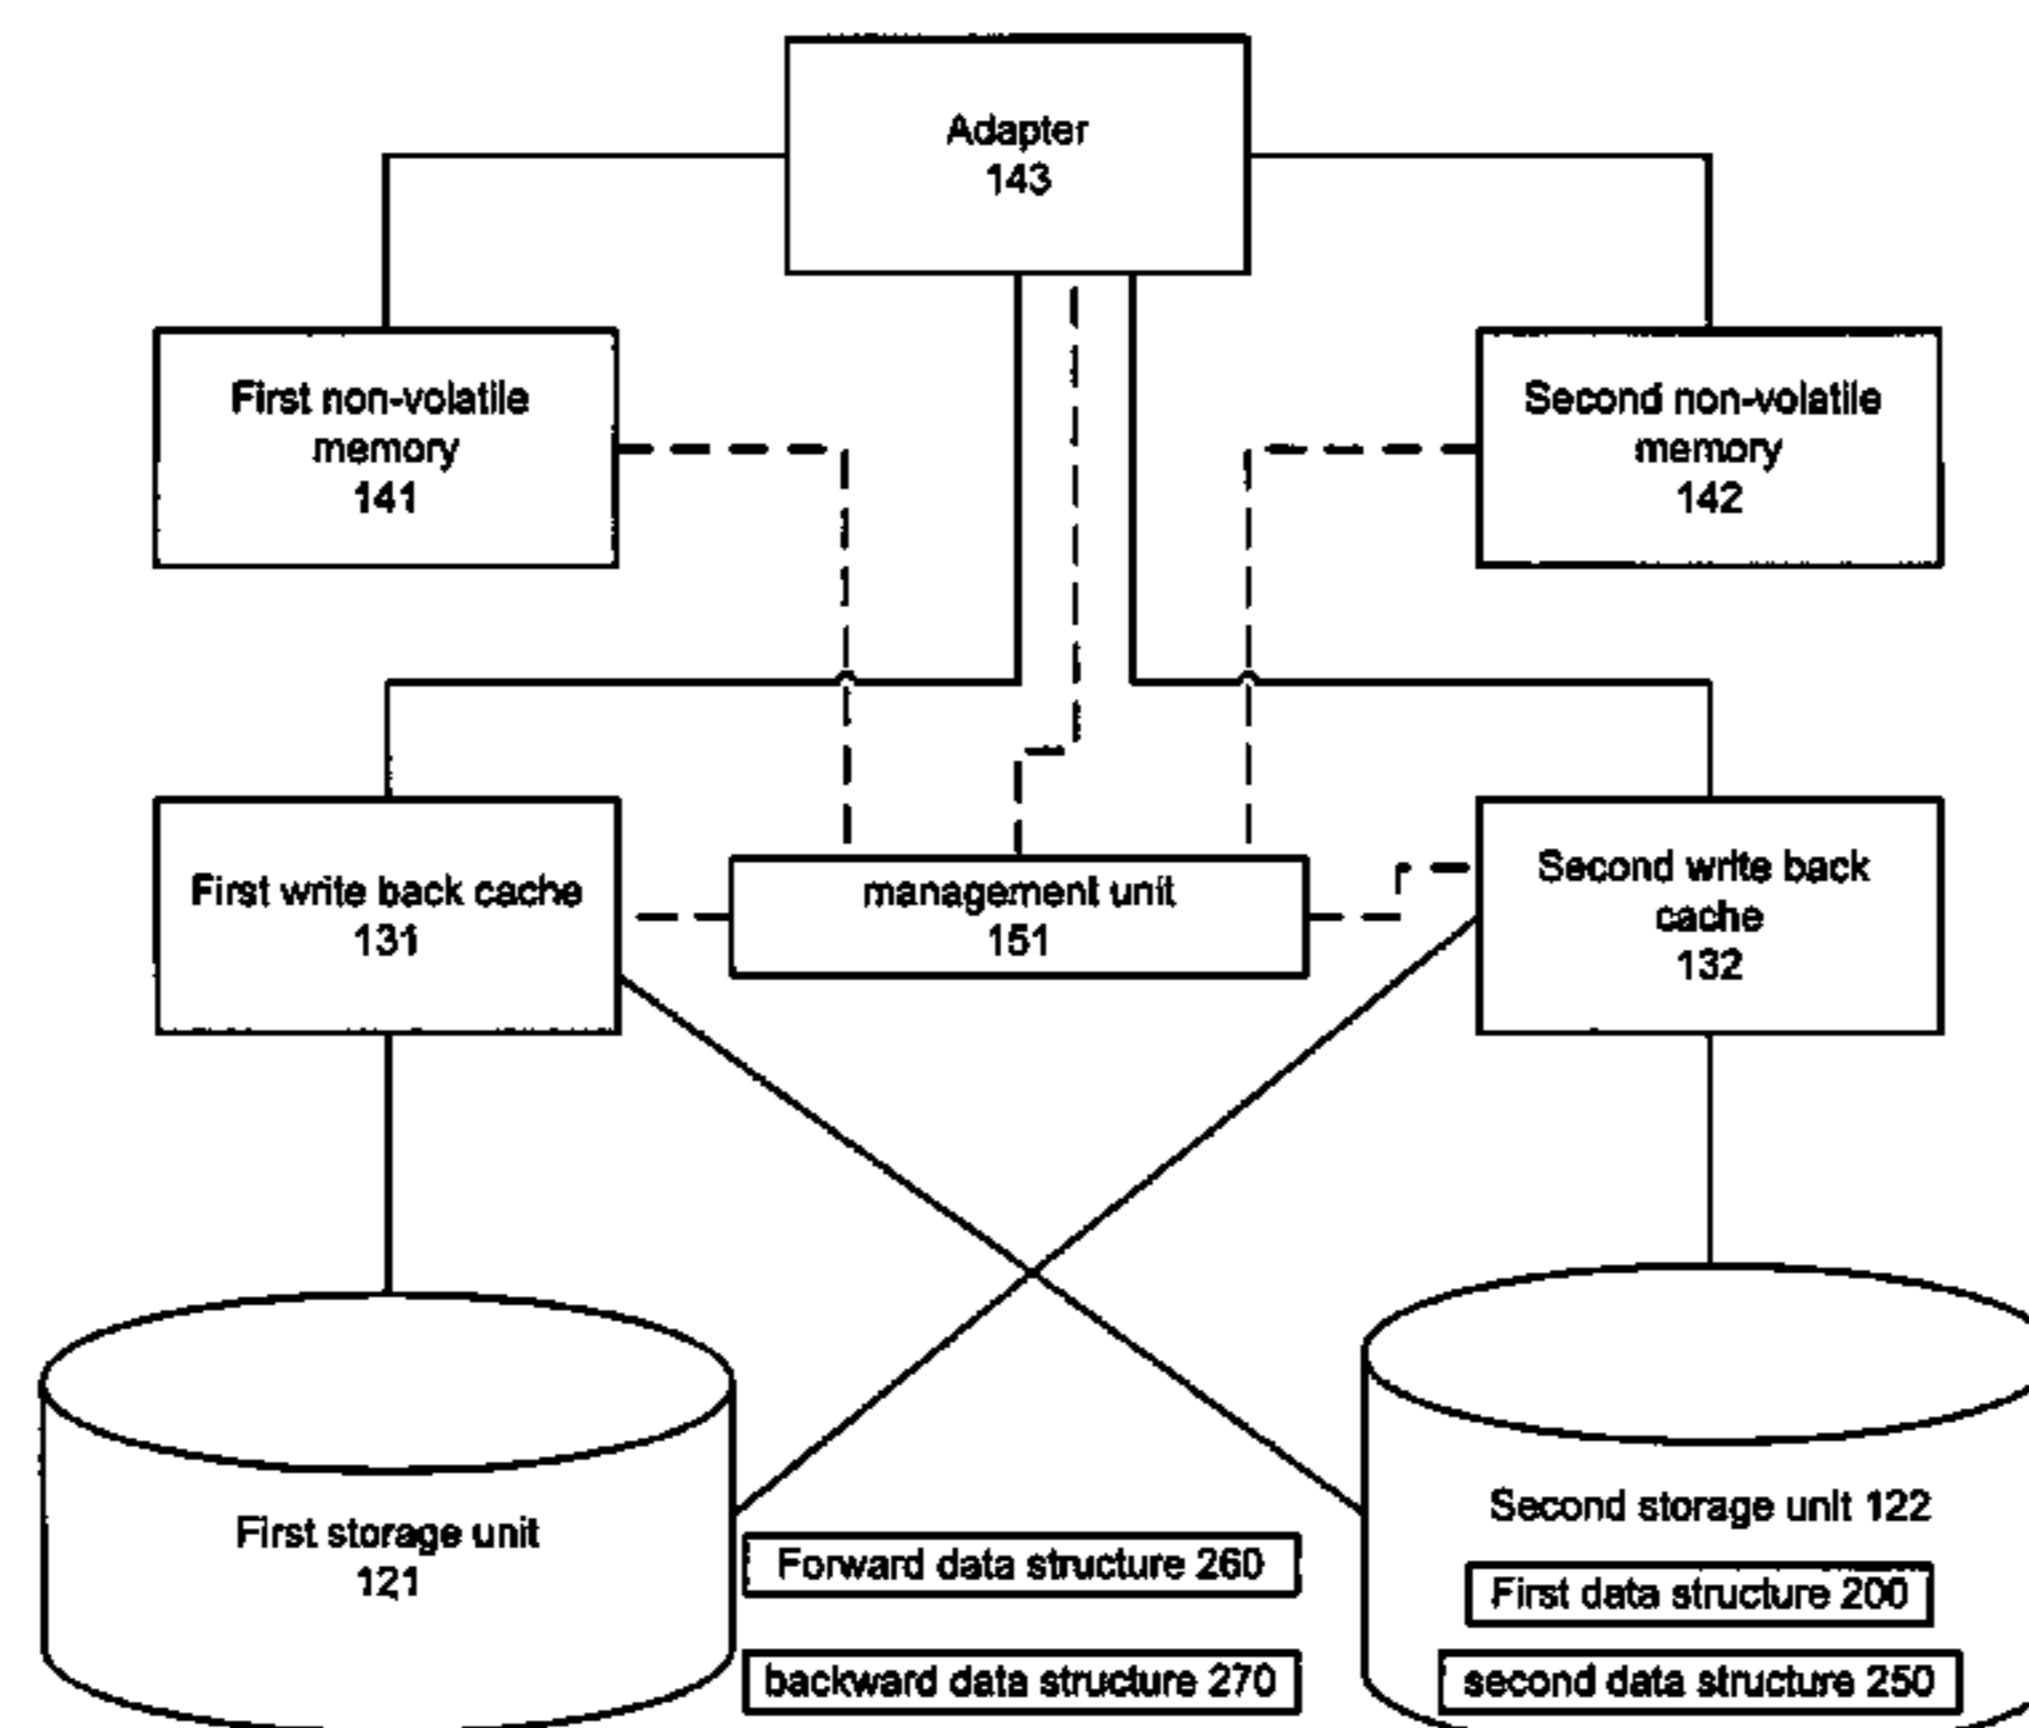 Adapter
143
First non-volatile
memory
141
Second non-volatile
memory
142
First write back cache
131
management unit
151
Second write back
cache
132
First storage unit
121
Second storage unit 122
Forward data structure 260
First data structure 200
backward data structure 270
second data structure 250